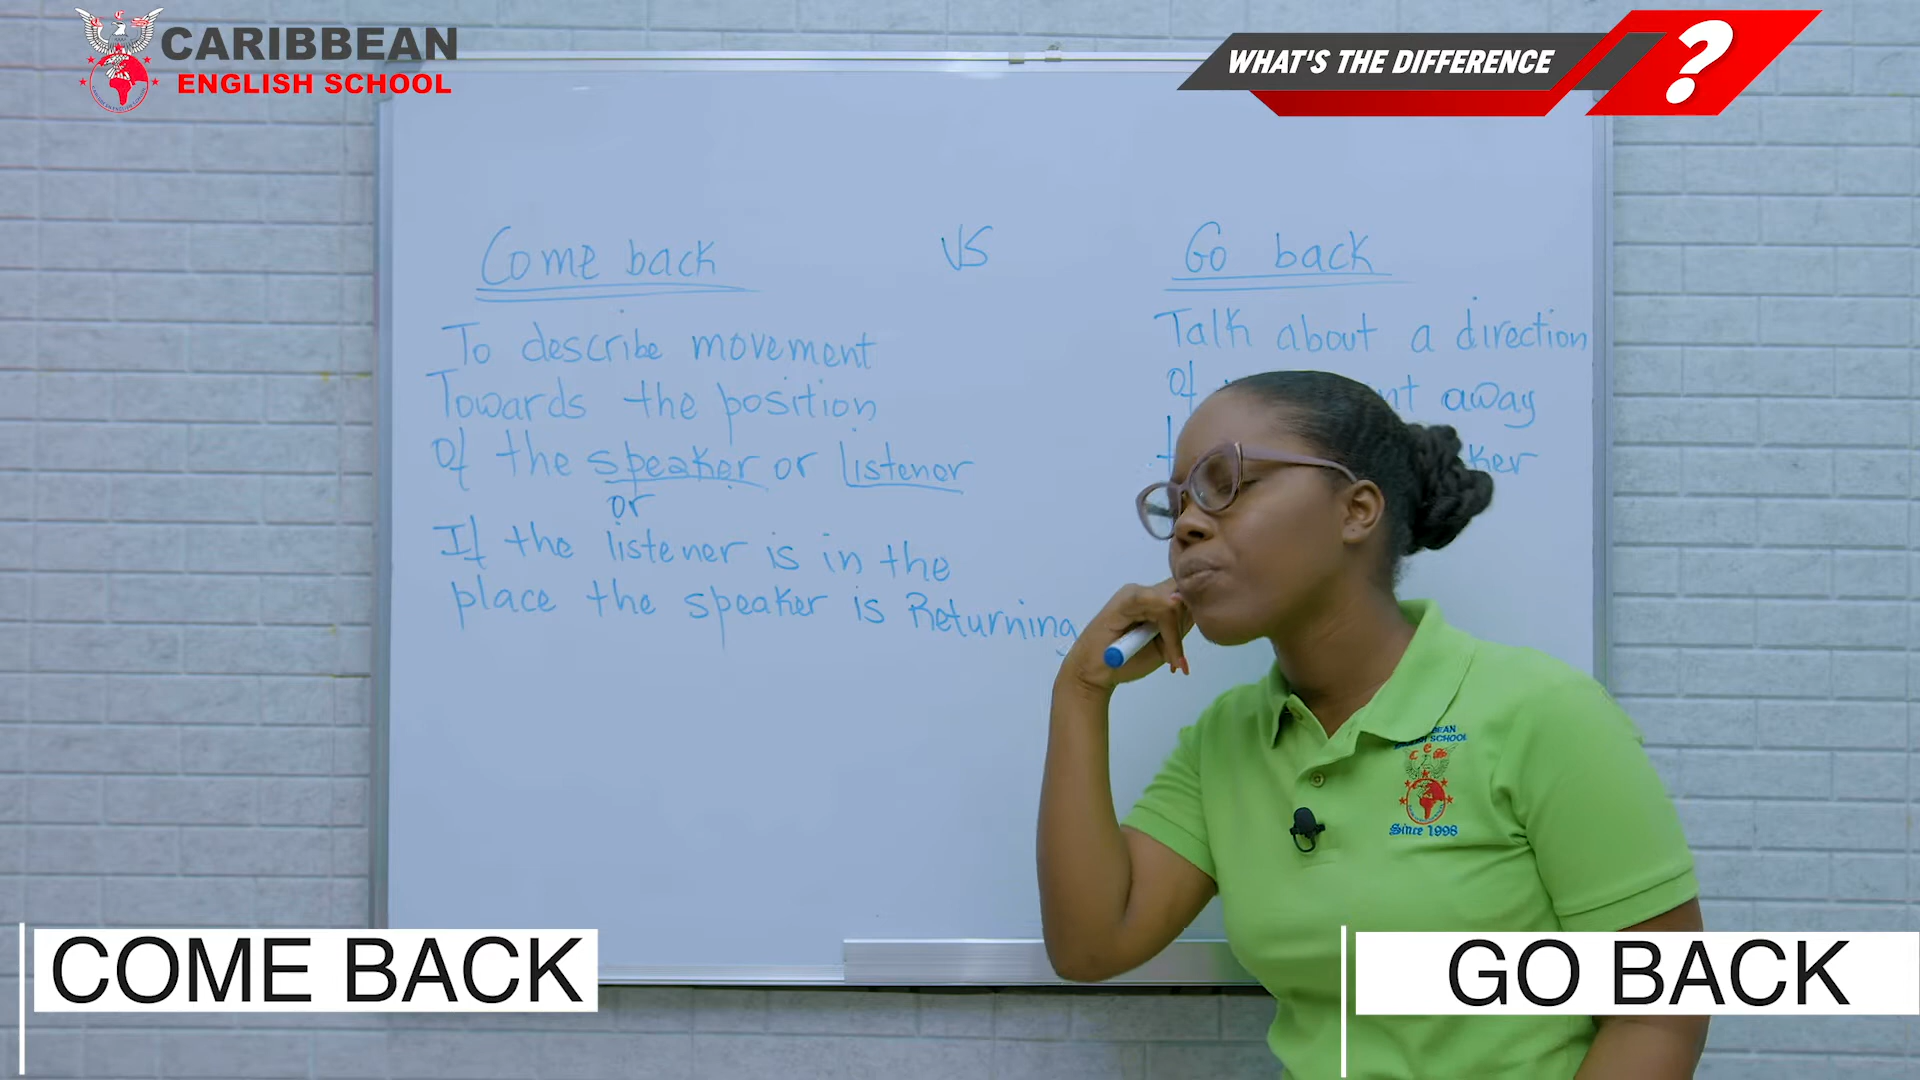 CARIBBEAN
ENGLISH SCHOOL
WHAT'S THE DIFFERENCE ?
Come back VS Go back
To describe movement
Towards the position
Of the speaker or listener
or
If the listener is in the
place the speaker is Returning
Talk about a direction
Of away
ENGLISH SCHOOL
CES
Since 1998
COME BACK
GO BACK